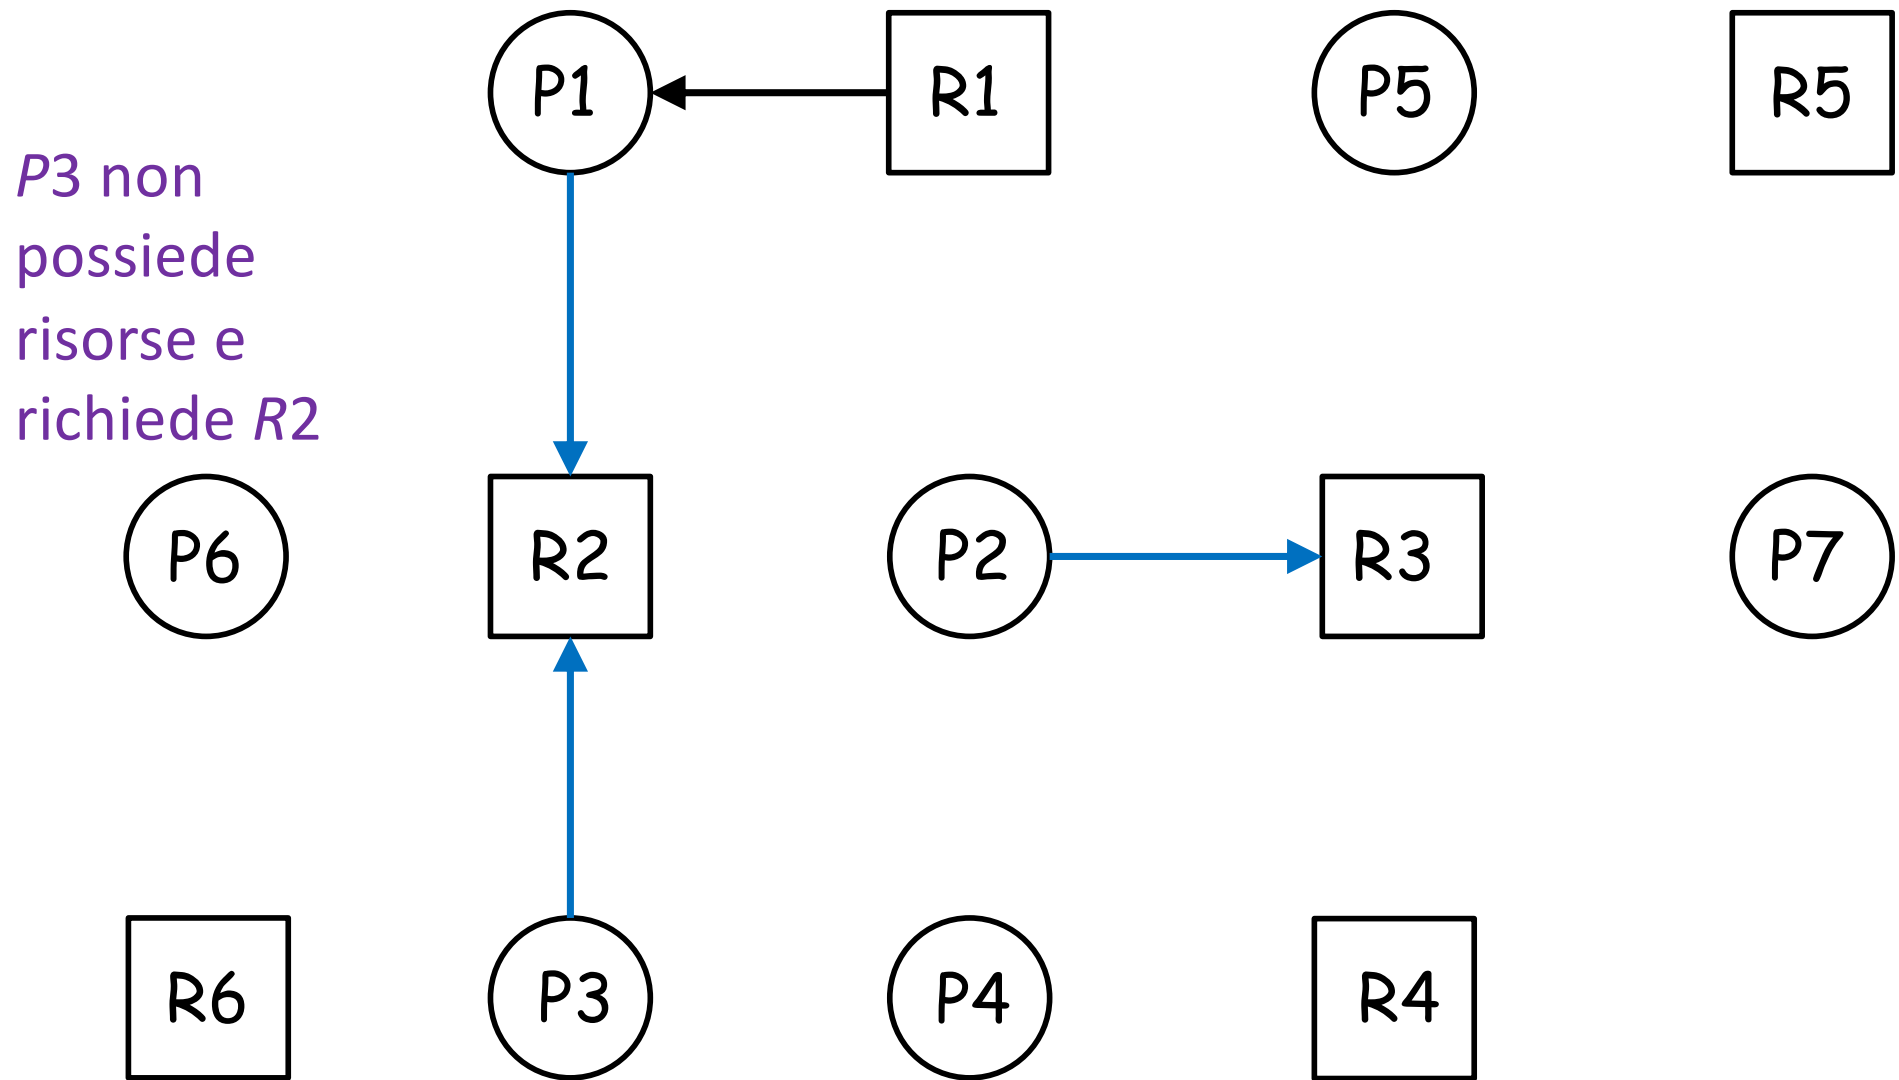 P1 R1 P5 R5
P3 non
possiede
risorse e
richiede R2
P6 R2 P2 R3 P7
R6 P3 P4 R4